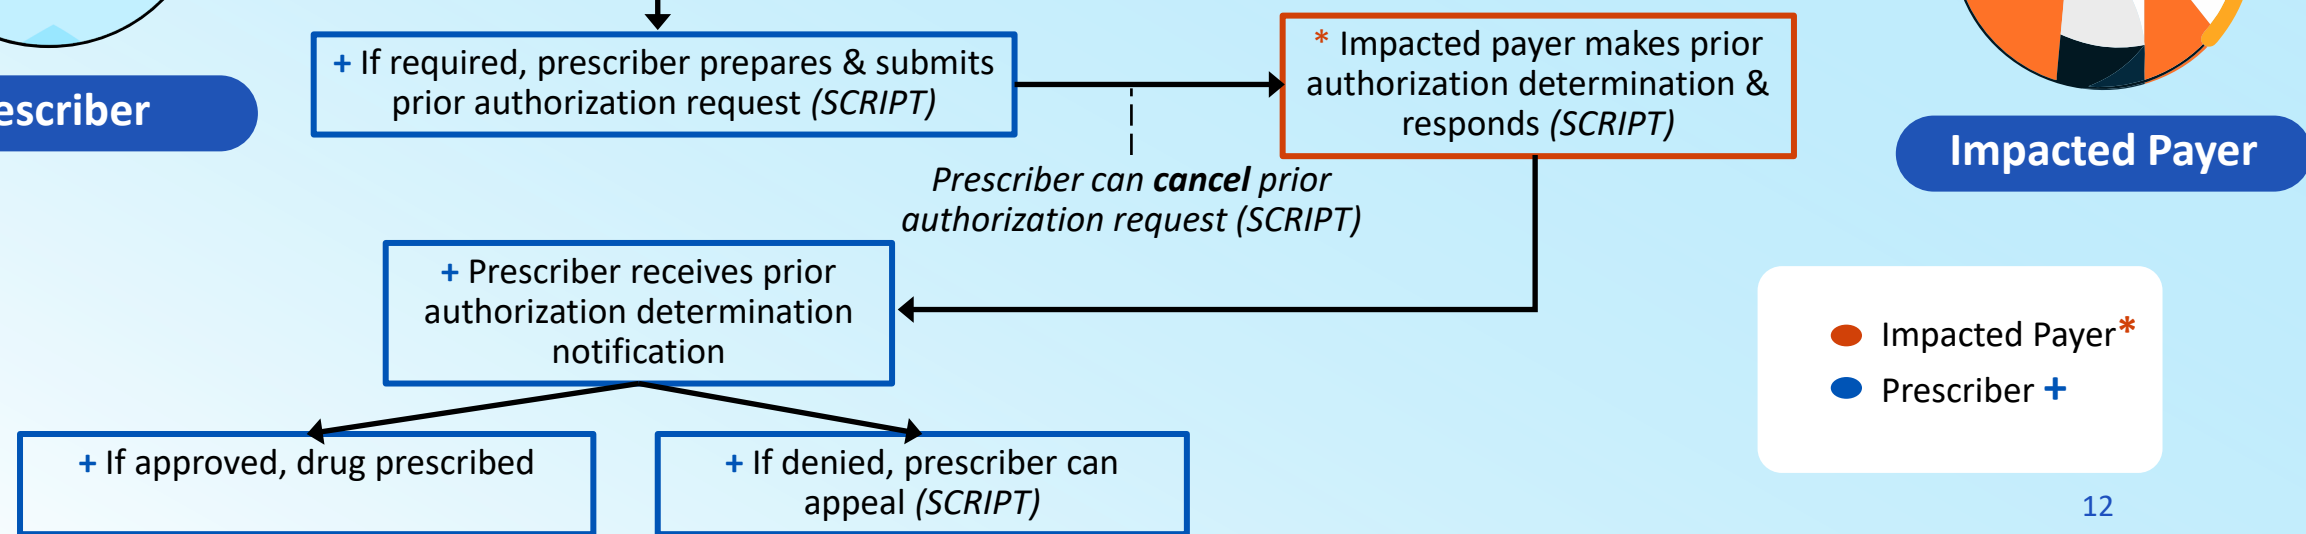 + If required, prescriber prepares & submits
prior authorization request (SCRIPT)
* Impacted payer makes prior
authorization determination &
responds (SCRIPT)
escriber
Impacted Payer
Prescriber can cancel prior
authorization request (SCRIPT)
+ Prescriber receives prior
authorization determination
notification
Impacted Payer*
Prescriber +
+ If approved, drug prescribed
+ If denied, prescriber can
appeal (SCRIPT)
12